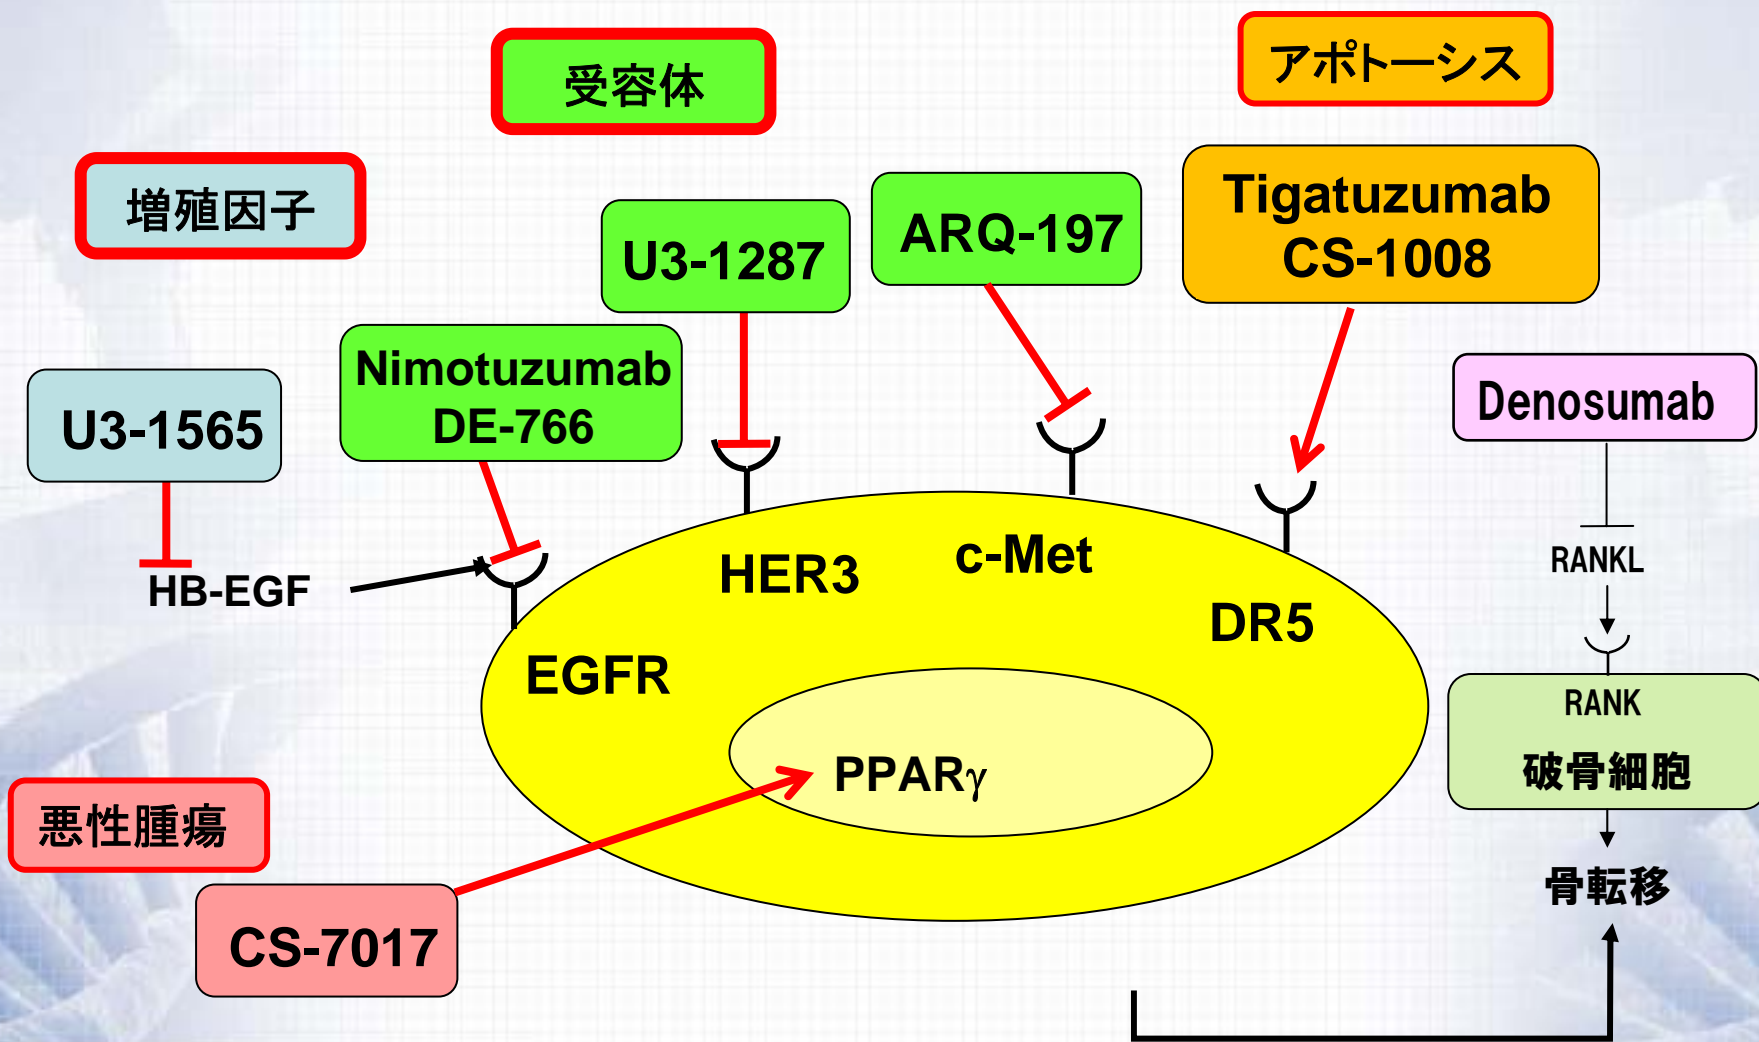 受容体
アポトーシス
増殖因子
U3-1287
ARQ-197
Tigatuzumab
CS-1008
U3-1565
Nimotuzumab
DE-766
Denosumab
HB-EGF
HER3
c-Met
DR5
EGFR
RANKL
RANK
破骨細胞
PPARγ
悪性腫瘍
CS-7017
骨転移